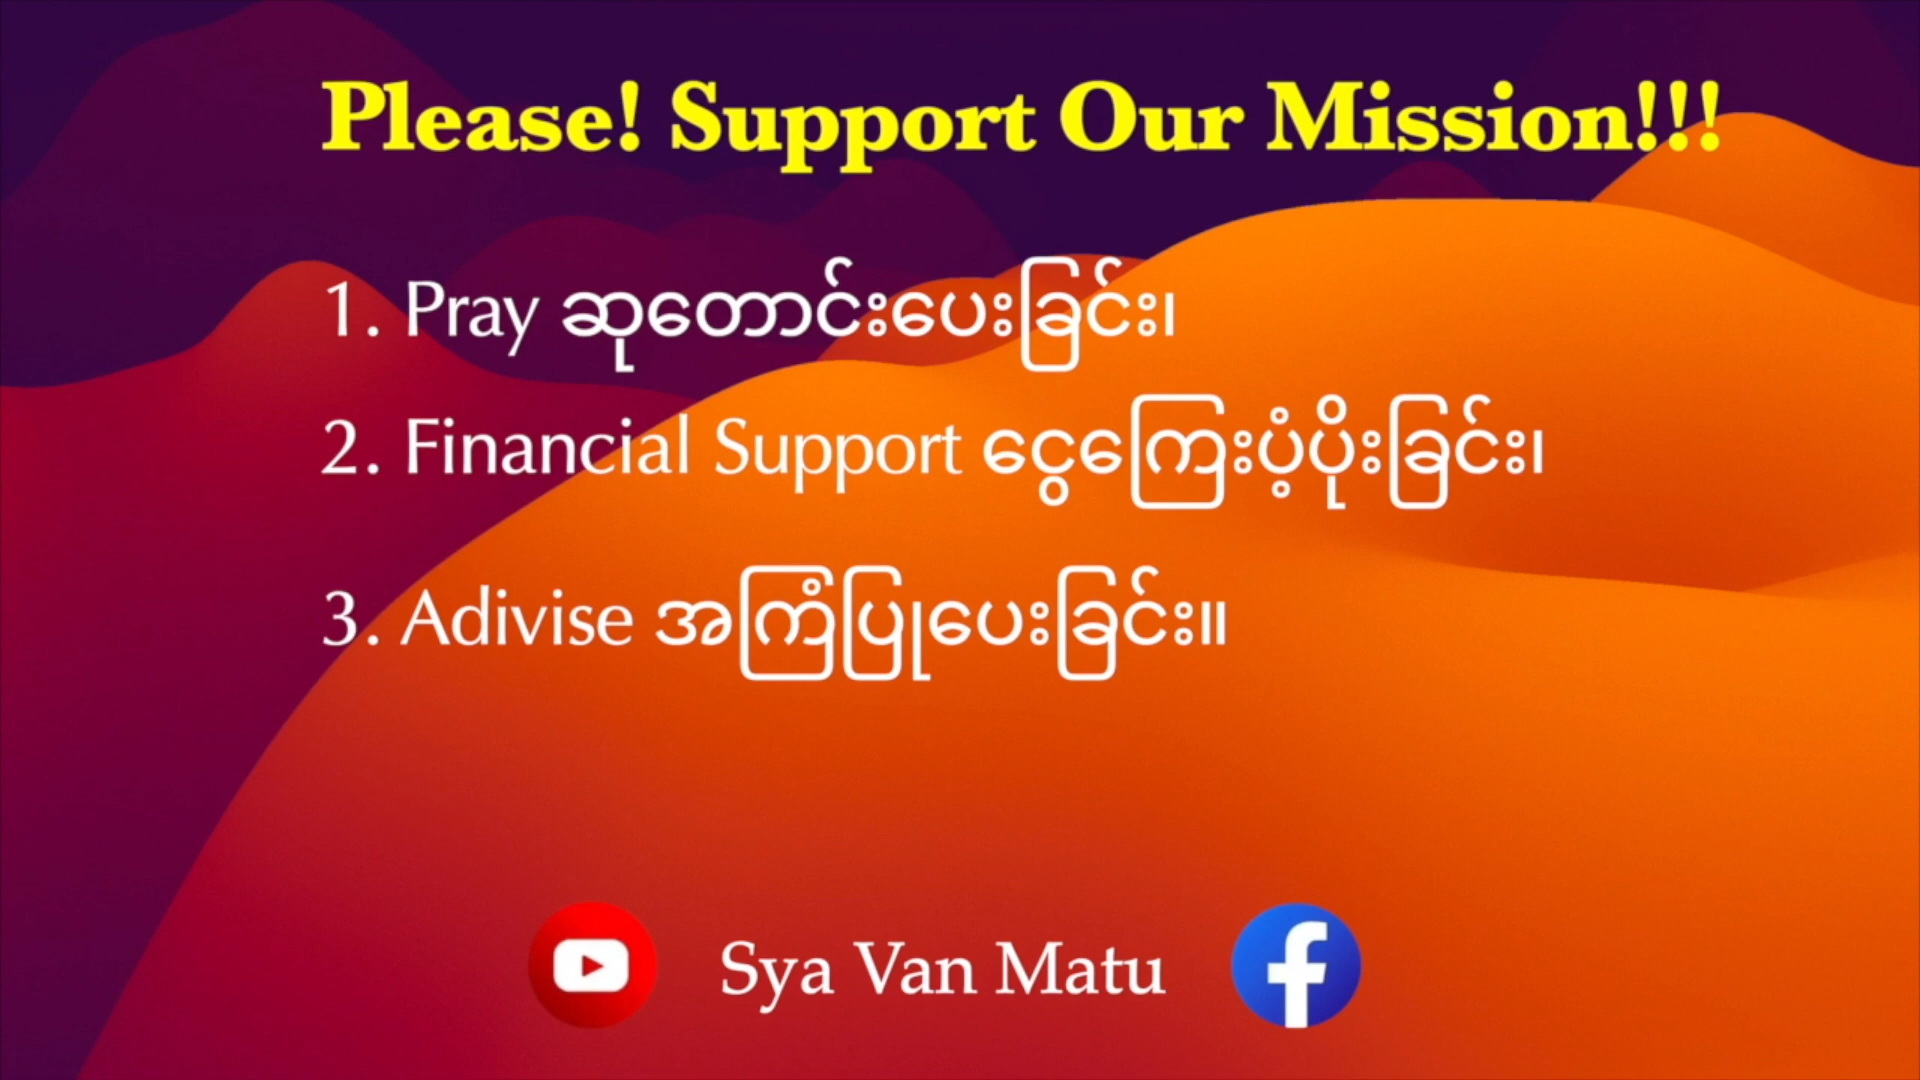 Please! Support Our Mission!!!
1. Pray ဆုတောင်းပေးခြင်း၊
2. Financial Support ငွေကြေးပံ့ပိုးခြင်း၊
3. Adivise အကြံပြုပေးခြင်း။
Sya Van Matu